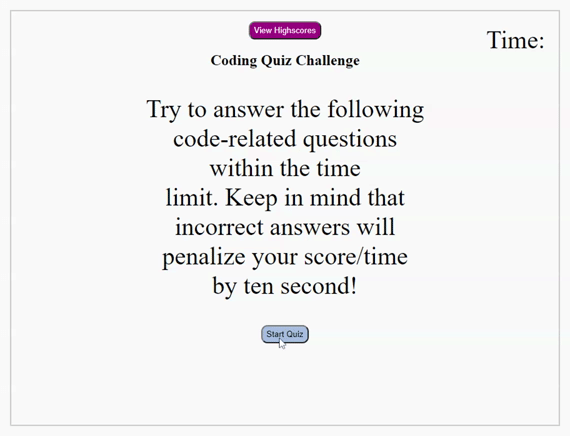 View Highscores
Time:
Coding Quiz Challenge
Try to answer the following
code-related questions
within the time
limit. Keep in mind that
incorrect answers will
penalize your score/time
by ten second!
Start Quiz